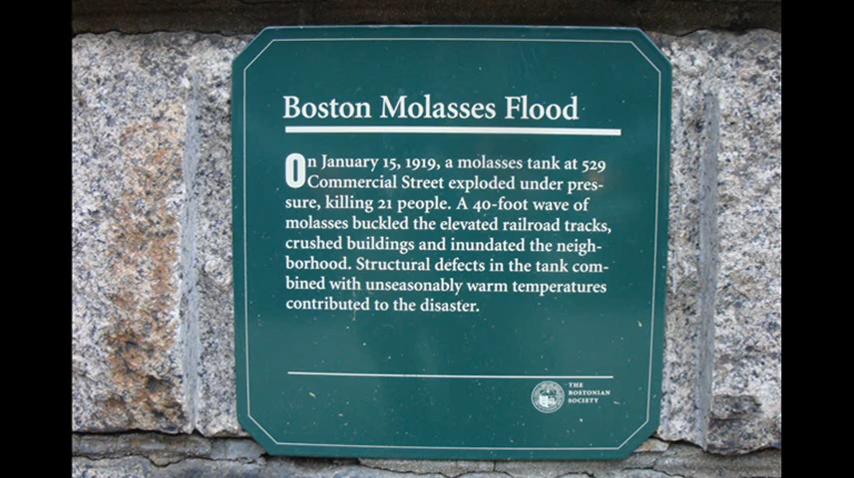 Boston Molasses Flood
On January 15, 1919, a molasses tank at 529
Commercial Street exploded under pres-
sure, killing 21 people. A 40-foot wave of
molasses buckled the elevated railroad tracks,
crushed buildings and inundated the neigh-
borhood. Structural defects in the tank com-
bined with unseasonably warm temperatures
contributed to the disaster.
THE
BOSTONIAN
SOCIETY